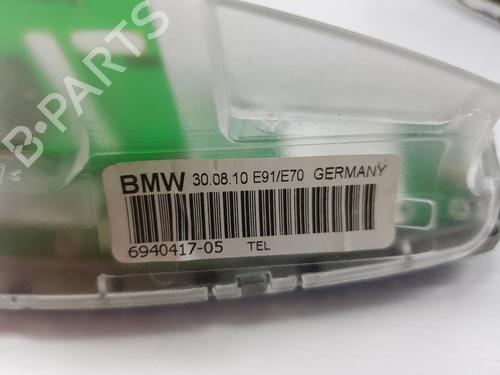 B-PARTS
BMW 30.08.10 E91/E70 GERMANY
6940417-05 TEL